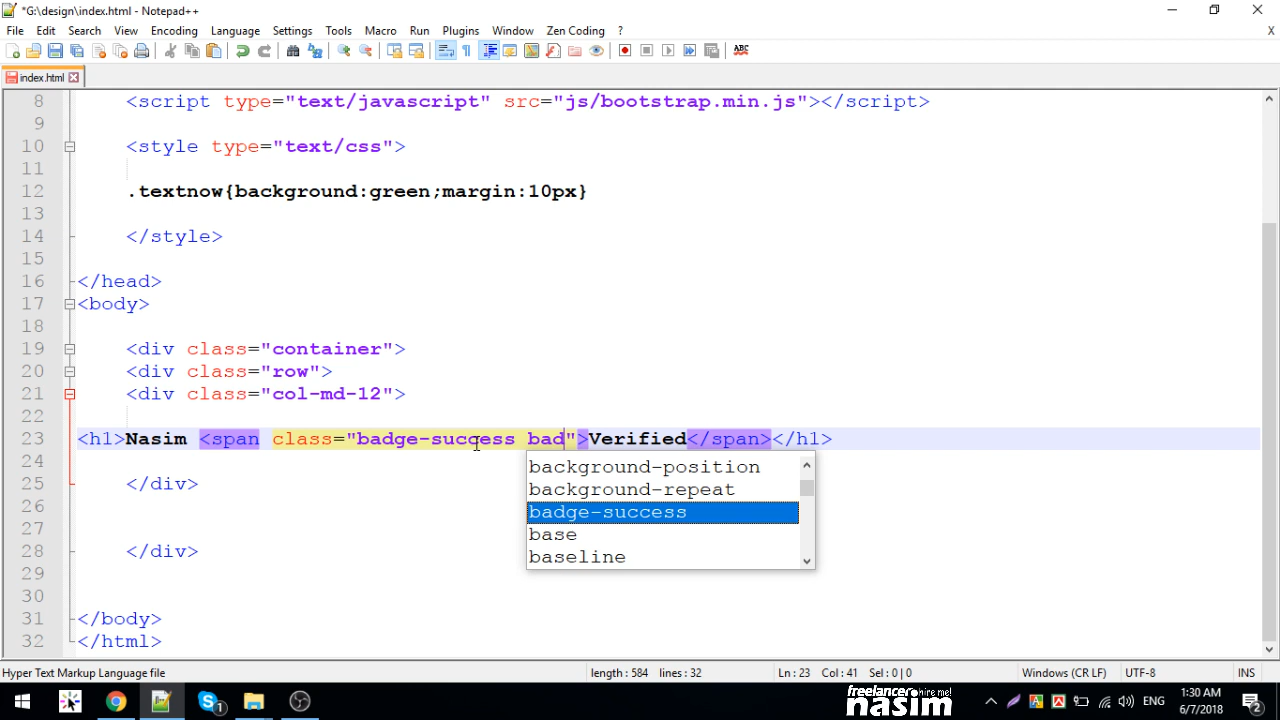 *G:\design\index.html - Notepad++
File Edit Search View Encoding Language Settings Tools Macro Run Plugins Window Zen Coding ? X
ABC
index.html
8 <script type="text/javascript" src="js/bootstrap.min.js"></script>
9
10 <style type="text/css">
11
12 .textnow{background:green;margin:10px}
13
14 </style>
15
16 </head>
17 <body>
18
19 <div class="container">
20 <div class="row">
21 <div class="col-md-12">
22
23 <h1>Nasim <span class="badge-success bad">Verified</span></h1>
24
background-position
background-repeat
badge-success
base
baseline
25 </div>
26
27
28 </div>
29
30
31 </body>
32 </html>
Hyper Text Markup Language file length : 584 lines : 32 Ln : 23 Col : 41 Sel : 0 | 0 Windows (CR LF) UTF-8 INS
freelancer hire me!
nasim
ENG
1:30 AM
6/7/2018
1
2